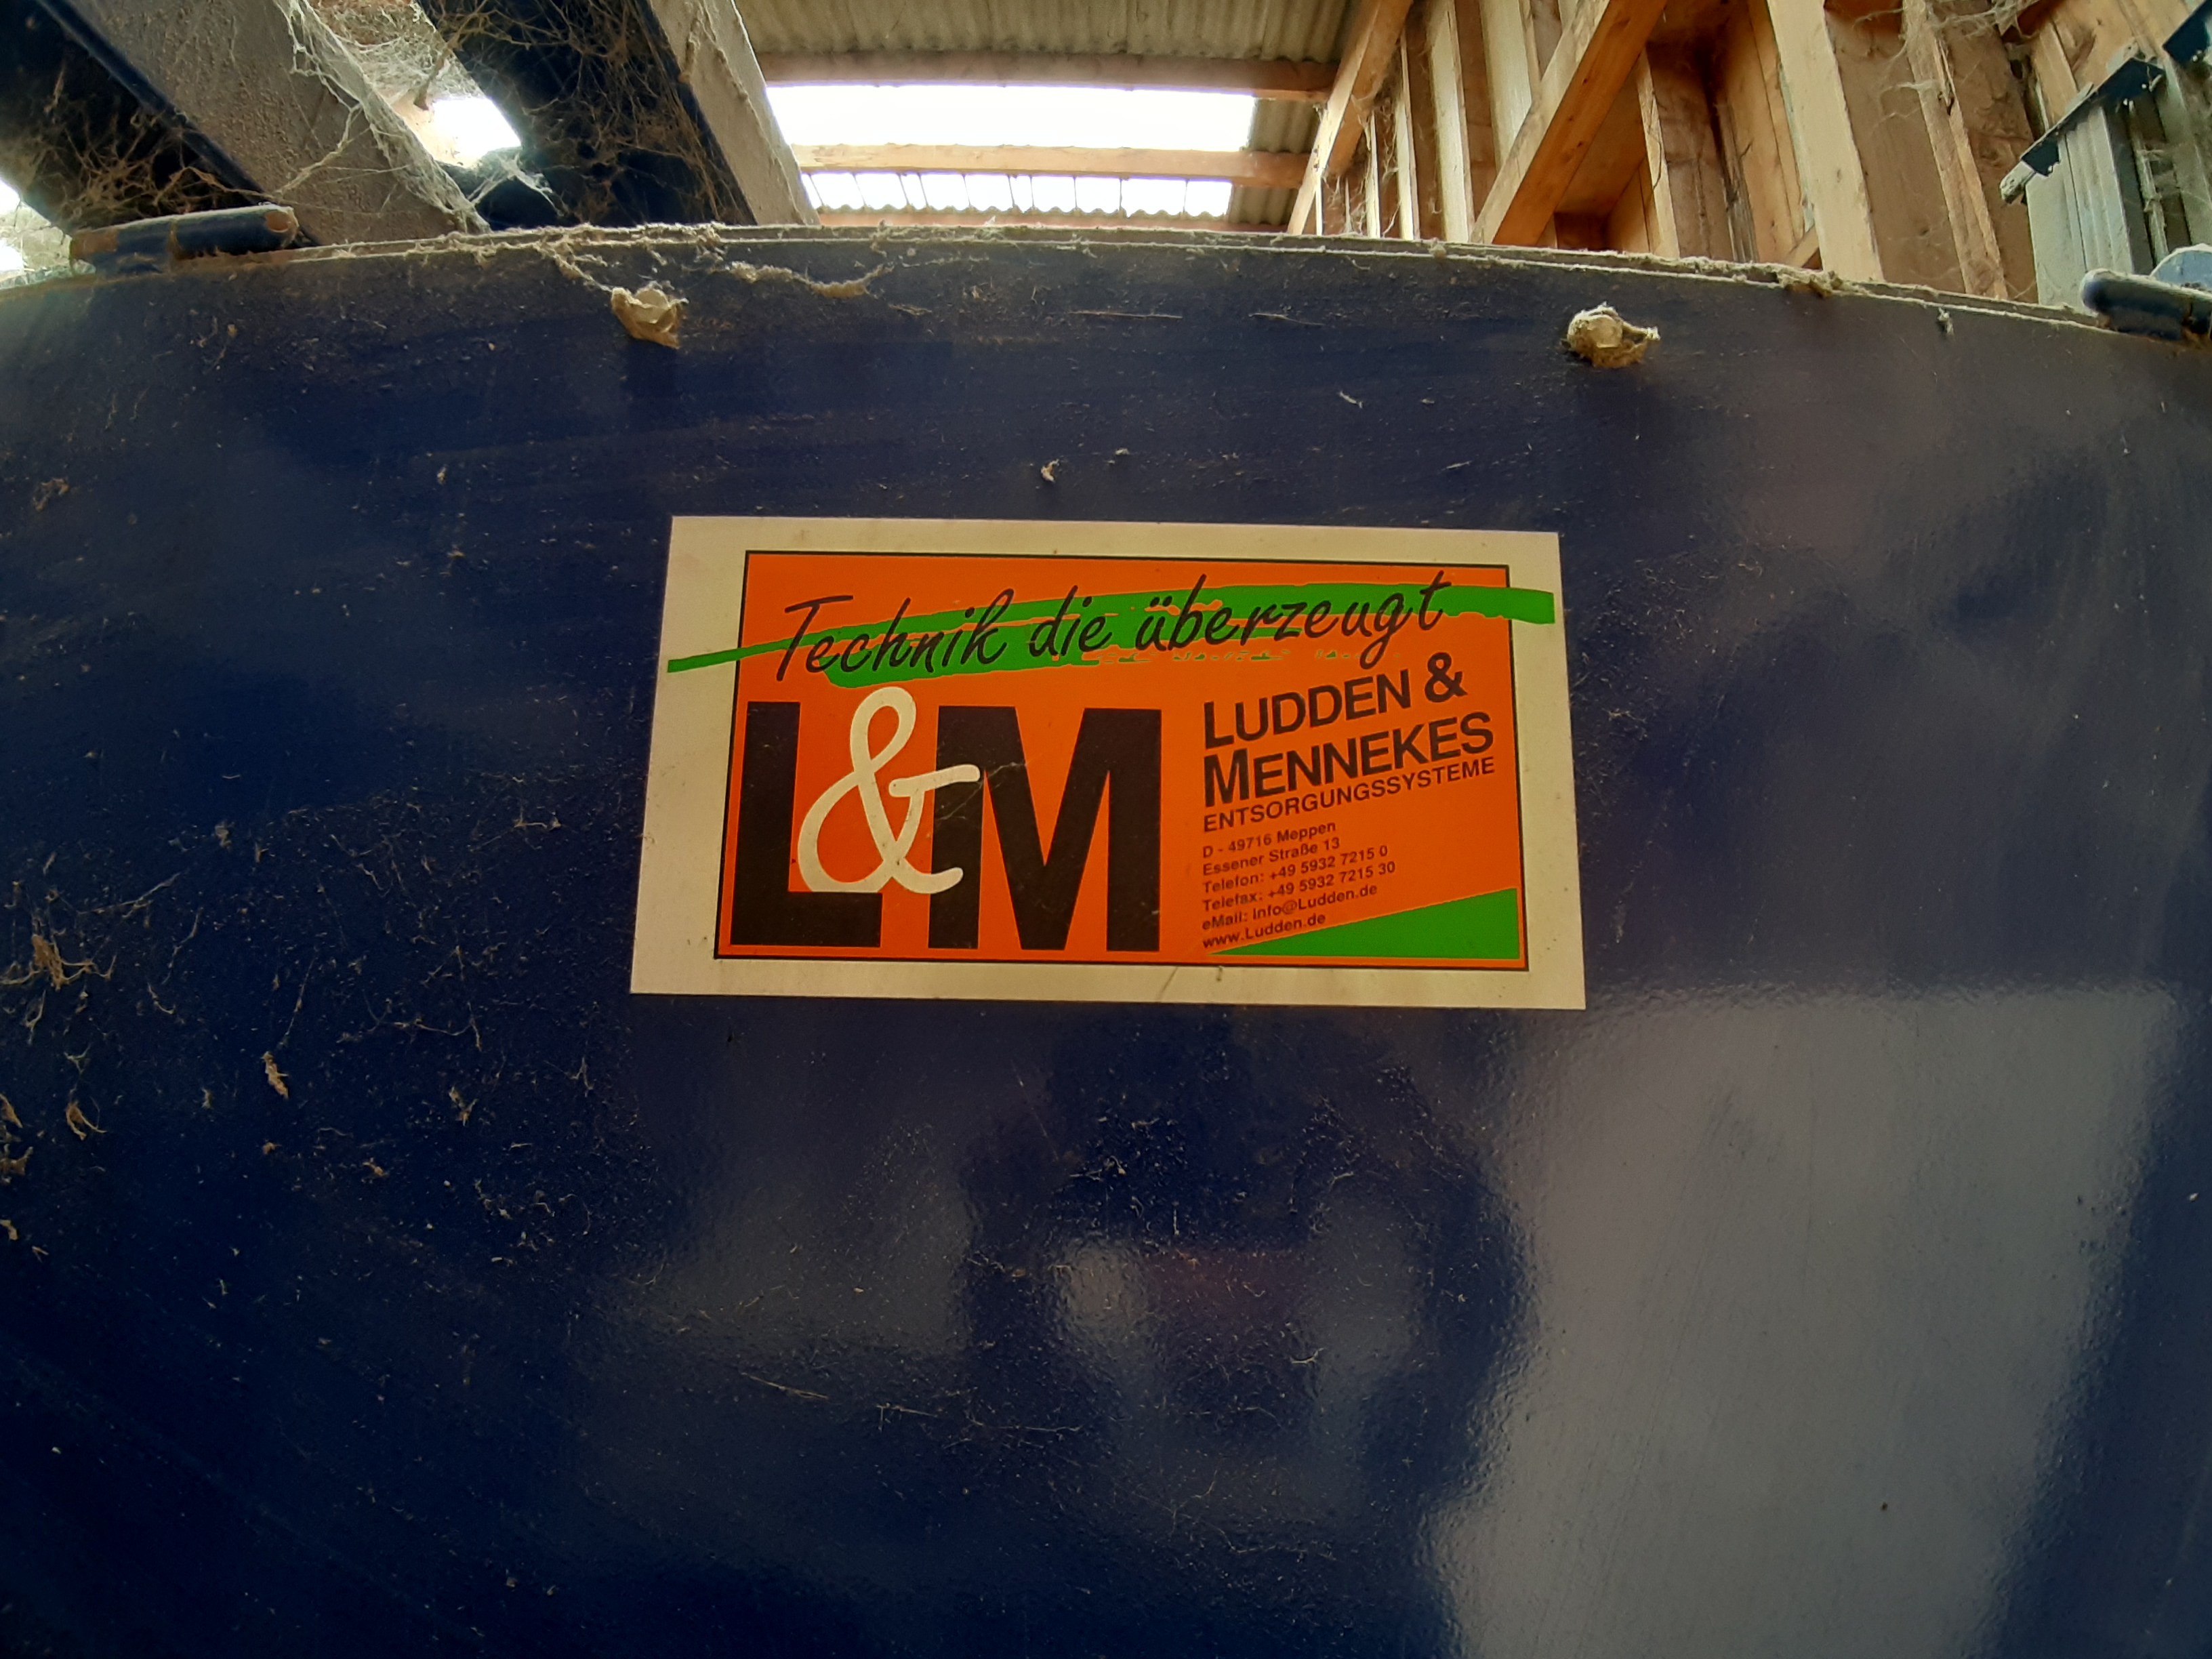 Technik die überzeugt
L&M
LUDDEN &
MENNEKES
ENTSORGUNGSSYSTEME
D - 49716 Meppen
Essener Straße 13
Telefon: +49 5932 7215 0
Telefax: +49 5932 7215 30
eMail: info@Ludden.de
www.Ludden.de